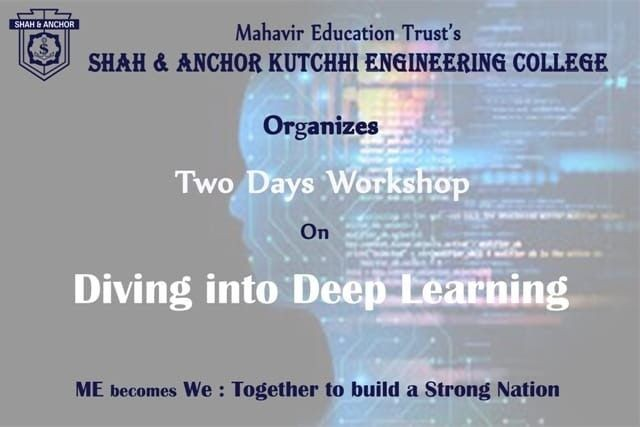 SHAH & ANCHOR
Mahavir Education Trust's
SHAH & ANCHOR KUTCHHI ENGINEERING COLLEGE
Organizes
Two Days Workshop
On
Diving into Deep Learning
ME becomes We : Together to build a Strong Nation